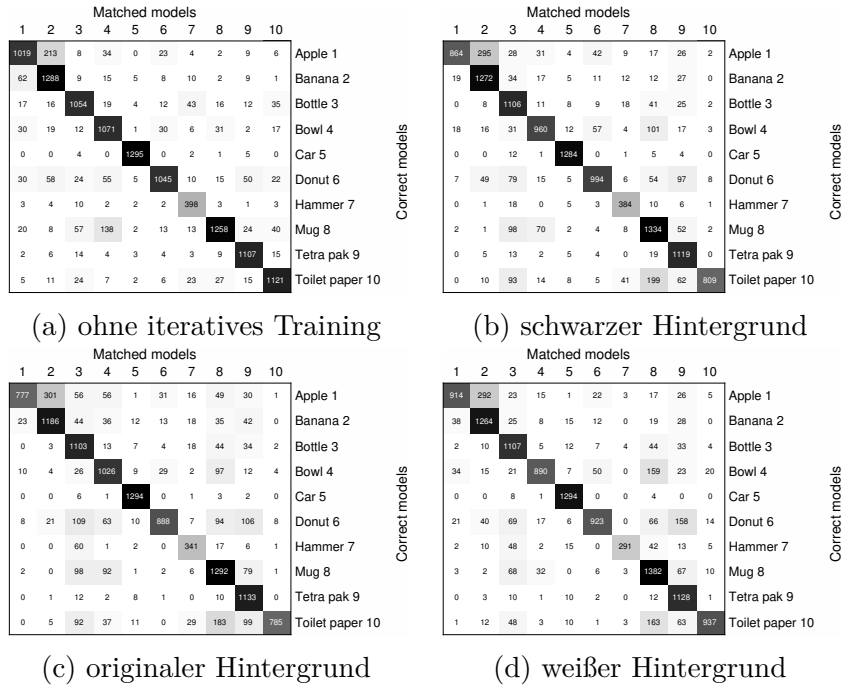 Matched models
1 2 3 4 5 6 7 8 9 10
1019 213 8 34 0 23 4 2 9 6 Apple 1
62 1288 9 15 5 8 10 2 9 1 Banana 2
17 16 1054 19 4 12 43 16 12 35 Bottle 3
30 19 12 1071 1 30 6 31 2 17 Bowl 4
0 0 4 0 1295 0 2 1 5 0 Car 5
30 58 24 55 5 1045 10 15 50 22 Donut 6
3 4 10 2 2 2 398 3 1 3 Hammer 7
20 8 57 138 2 13 13 1258 24 40 Mug 8
2 6 14 4 3 4 3 9 1107 15 Tetra pak 9
5 11 24 7 2 6 23 27 15 1121 Toilet paper 10
Correct models
(a) ohne iteratives Training
Matched models
1 2 3 4 5 6 7 8 9 10
864 295 28 31 4 42 9 17 26 2 Apple 1
19 1272 34 17 5 11 12 12 27 0 Banana 2
0 8 1106 11 8 9 18 41 25 2 Bottle 3
18 16 31 960 12 57 4 101 17 3 Bowl 4
0 0 12 1 1284 0 1 5 4 0 Car 5
7 49 79 15 5 994 6 54 97 8 Donut 6
0 1 18 0 5 3 384 10 6 1 Hammer 7
2 1 98 70 2 4 8 1334 52 2 Mug 8
0 5 13 2 5 4 0 19 1119 0 Tetra pak 9
0 10 93 14 8 5 41 199 62 809 Toilet paper 10
Correct models
(b) schwarzer Hintergrund
Matched models
1 2 3 4 5 6 7 8 9 10
777 301 56 56 1 31 16 49 30 1 Apple 1
23 1186 44 36 12 13 18 35 42 0 Banana 2
0 3 1103 13 7 4 18 44 34 2 Bottle 3
10 4 26 1026 9 29 2 97 12 4 Bowl 4
0 0 6 1 1294 0 1 3 2 0 Car 5
8 21 109 63 10 888 7 94 106 8 Donut 6
0 0 60 1 2 0 341 17 6 1 Hammer 7
2 0 98 92 1 2 2 1292 79 1 Mug 8
0 1 12 2 8 1 0 10 1133 0 Tetra pak 9
0 5 92 37 11 0 29 183 99 785 Toilet paper 10
Correct models
(c) originaler Hintergrund
Matched models
1 2 3 4 5 6 7 8 9 10
914 292 23 15 1 22 3 17 26 5 Apple 1
38 1264 25 8 15 12 0 19 28 0 Banana 2
2 10 1107 5 12 7 4 44 33 4 Bottle 3
34 15 21 890 7 50 0 159 23 20 Bowl 4
0 0 8 1 1294 0 0 4 0 0 Car 5
21 40 69 17 6 923 0 66 158 14 Donut 6
2 10 48 2 15 0 291 42 13 5 Hammer 7
3 2 68 32 0 6 3 1382 67 10 Mug 8
0 3 10 1 10 2 0 12 1128 1 Tetra pak 9
1 12 48 3 10 1 3 163 63 937 Toilet paper 10
Correct models
(d) weißer Hintergrund